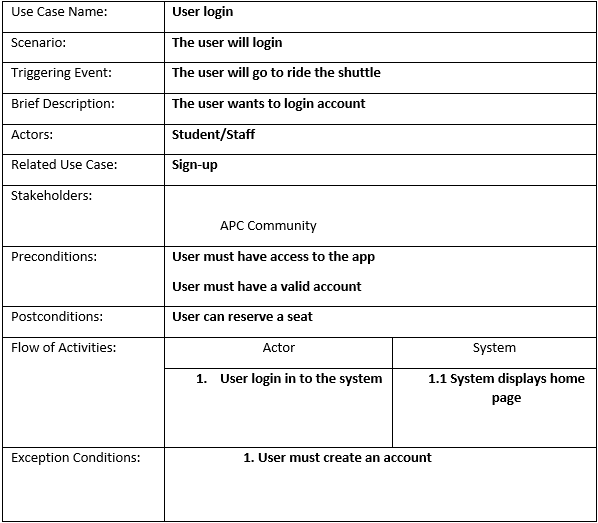 Use Case Name: User login
Scenario: The user will login
Triggering Event: The user will go to ride the shuttle
Brief Description: The user wants to login account
Actors: Student/Staff
Related Use Case: Sign-up
Stakeholders:
APC Community
Preconditions: User must have access to the app
User must have a valid account
Postconditions: User can reserve a seat
Flow of Activities: Actor System
1. User login in to the system 1.1 System displays home
page
Exception Conditions: 1. User must create an account